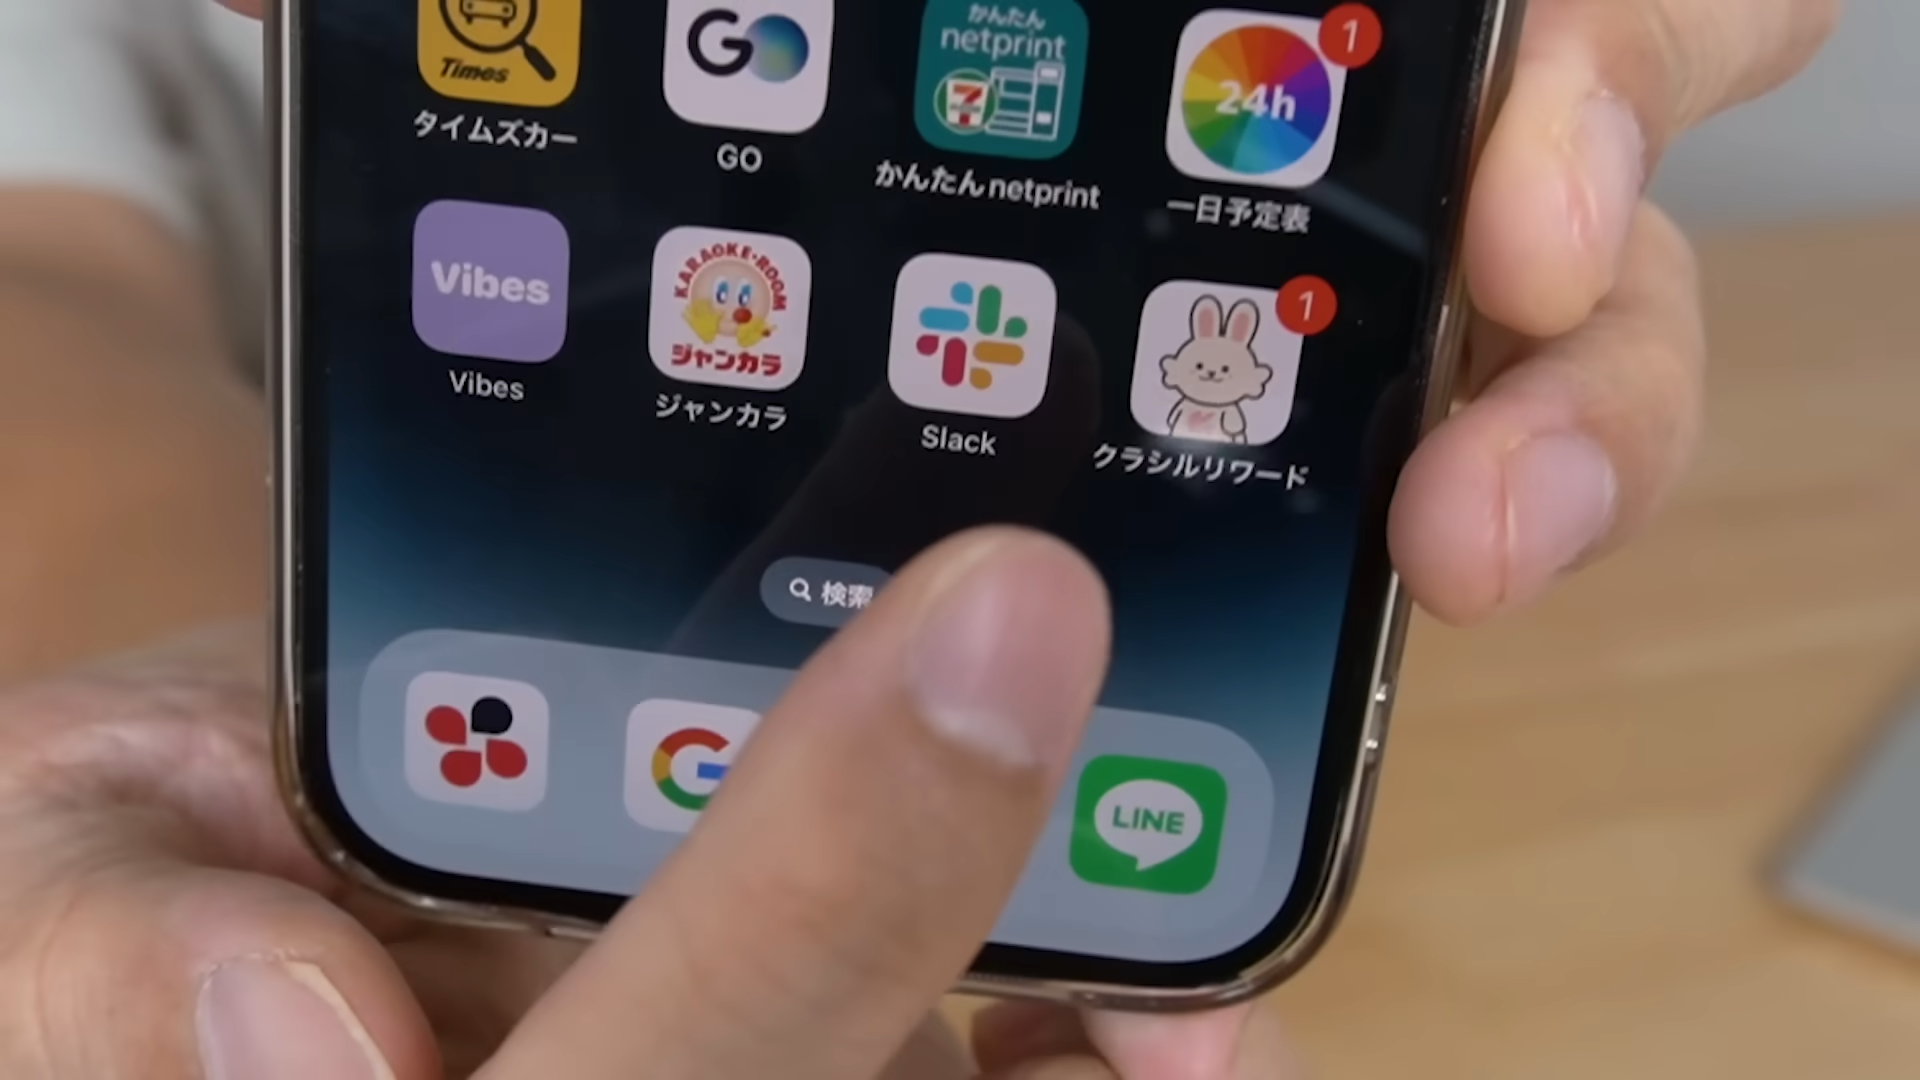 Times
タイムズカー
GO
GO
かんたん
netprint
7
かんたんnetprint
24h
1
一日予定表
Vibes
Vibes
KARAOKE・ROOM
ジャンカラ
ジャンカラ
Slack
1
クラシルリワード
検索
G
LINE